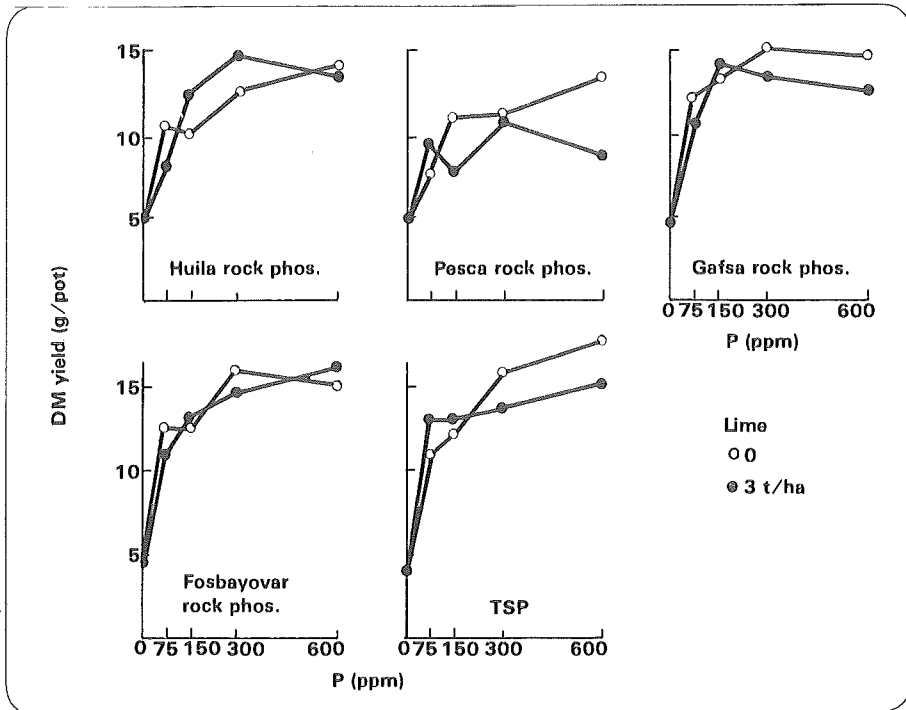 15
10
5
Huila rock phos.
Pesca rock phos.
Gafsa rock phos.
0 75 150 300 600
P (ppm)
DM yield (g/pot)
15
10
5
Fosbayovar
rock phos.
TSP
0 75 150 300 600
0 75 150 300 600
P (ppm)
Lime
0
3 t/ha